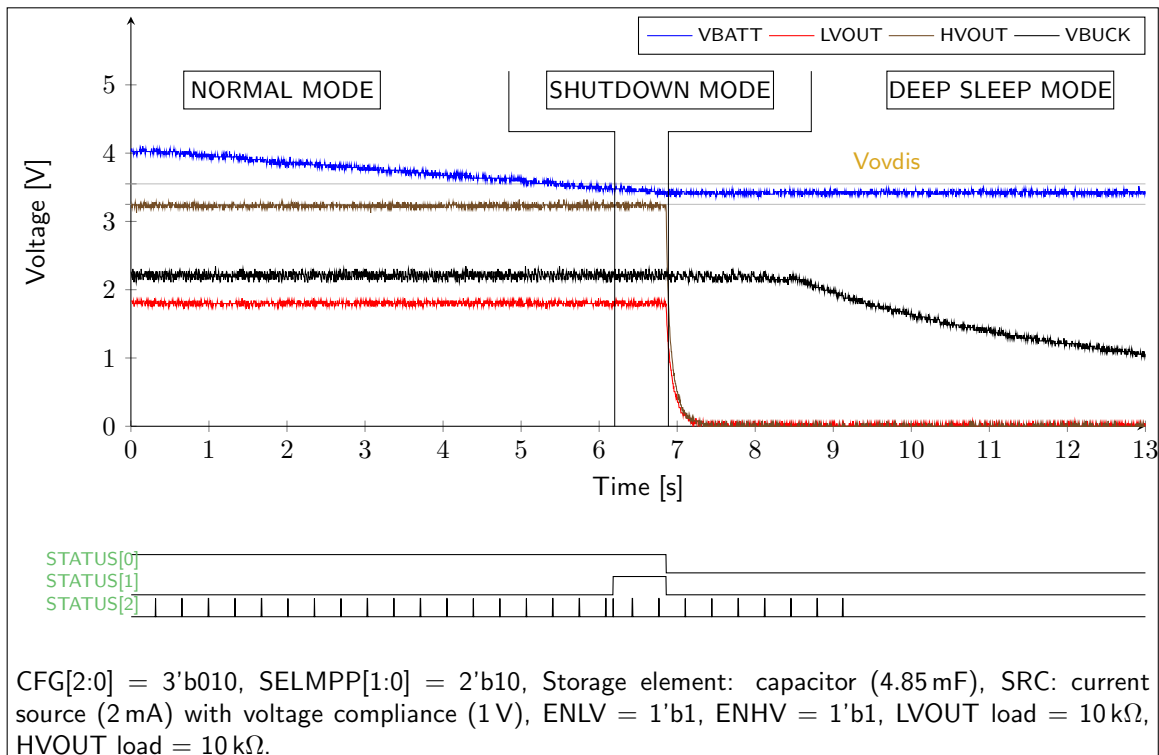 VBATT LVOUT HVOUT VBUCK
NORMAL MODE SHUTDOWN MODE DEEP SLEEP MODE
Vovdis
Voltage [V]
5
4
3
2
1
0
0 1 2 3 4 5 6 7 8 9 10 11 12 13
Time [s]
STATUS[0]
STATUS[1]
STATUS[2]
CFG[2:0] = 3'b010, SELMPP[1:0] = 2'b10, Storage element: capacitor (4.85 mF), SRC: current
source (2 mA) with voltage compliance (1 V), ENLV = 1'b1, ENHV = 1'b1, LVOUT load = 10 kΩ,
HVOUT load = 10 kΩ.